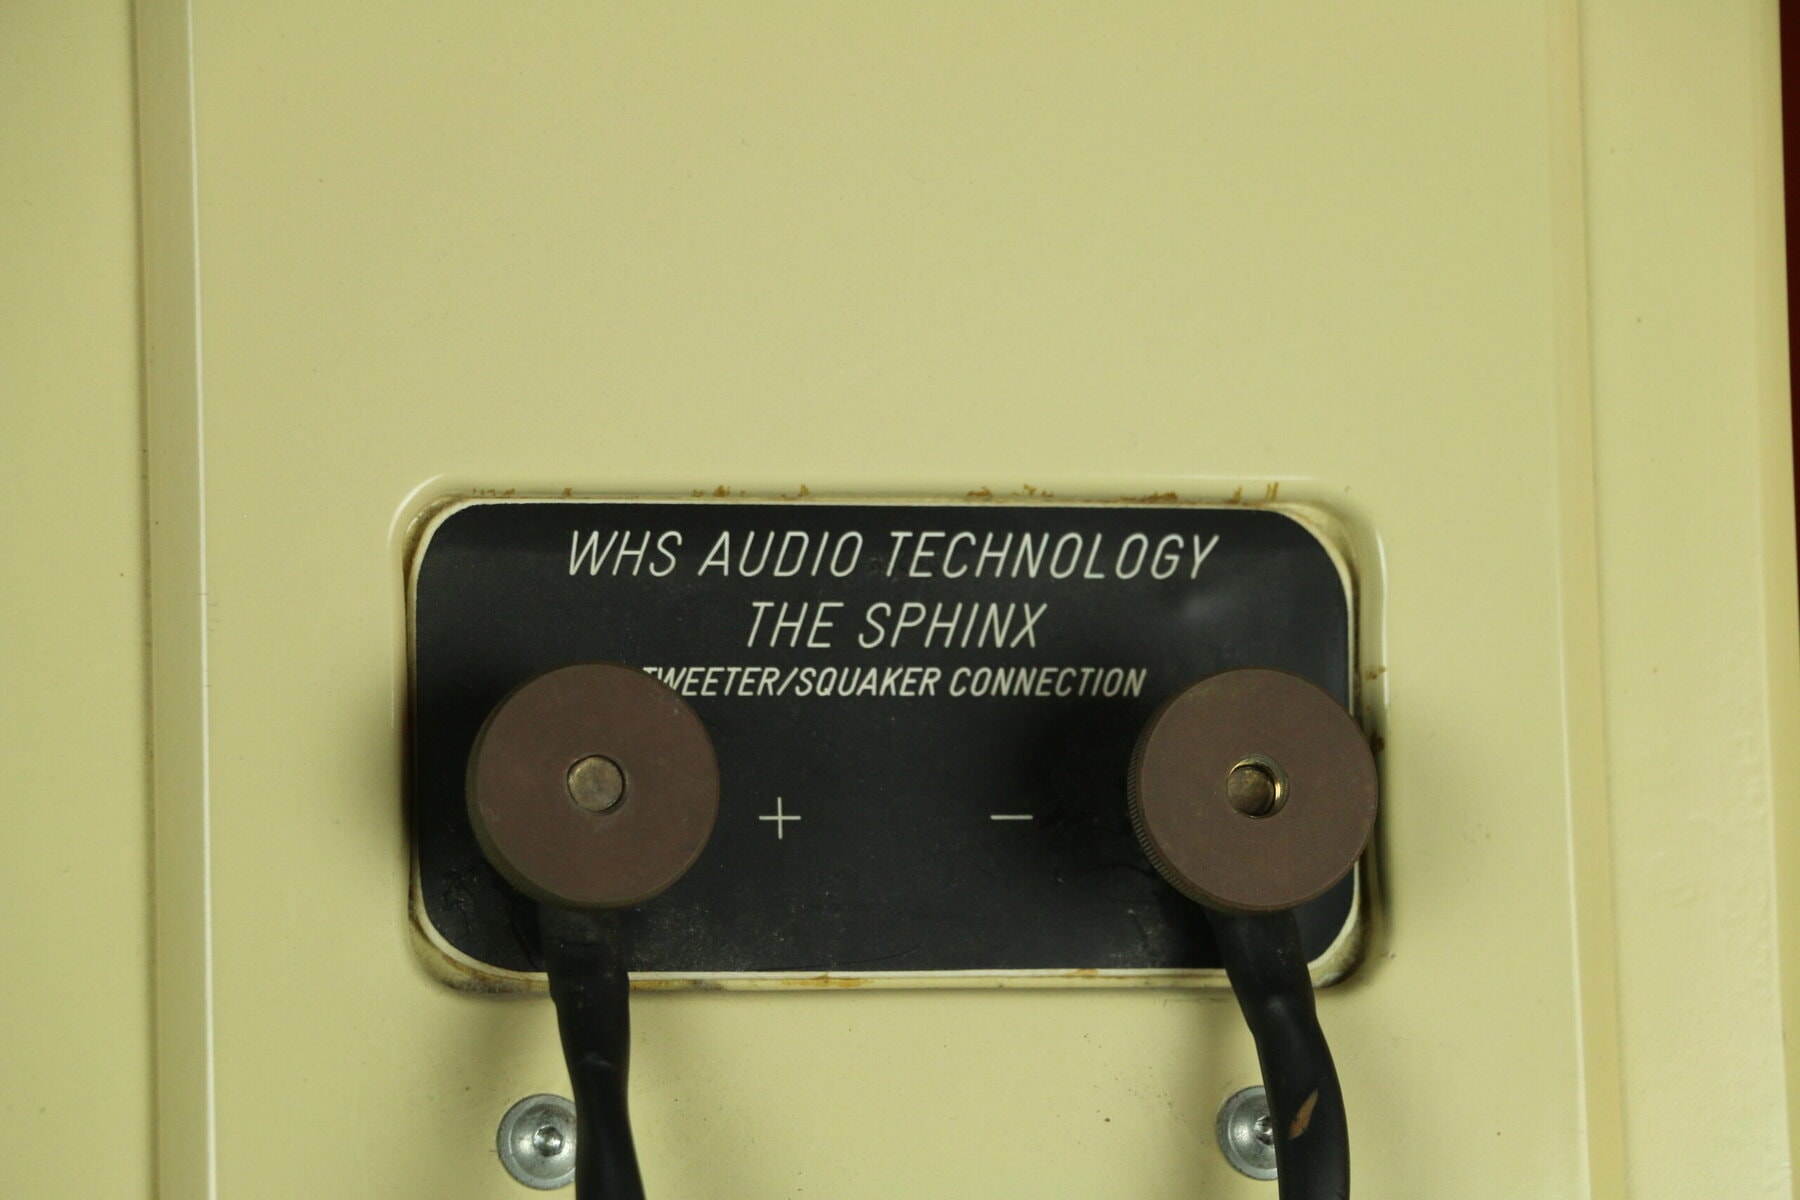 WHS AUDIO TECHNOLOGY
THE SPHINX
TWEETER/SQUAKER CONNECTION
+ −